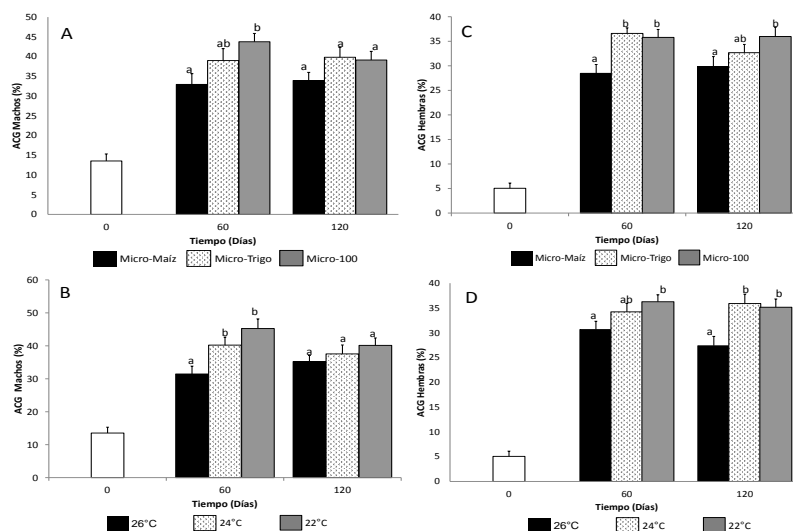 A
ACG Machos (%)
50
45
40
35
30
25
20
15
10
5
0
a
ab
b
a
a
a
0
60
120
Tiempo (Días)
Micro-Maíz Micro-Trigo Micro-100
C
ACG Hembras (%)
40
35
30
25
20
15
10
5
0
a
b
b
a
ab
b
0
60
120
Tiempo (Días)
Micro-Maíz Micro-Trigo Micro-100
B
ACG Machos (%)
60
50
40
30
20
10
0
a
b
b
a
a
a
0
60
120
Tiempo (Días)
26°C 24°C 22°C
D
ACG Hembras (%)
40
35
30
25
20
15
10
5
0
a
ab
b
a
b
b
0
60
120
Tiempo (Días)
26°C 24°C 22°C